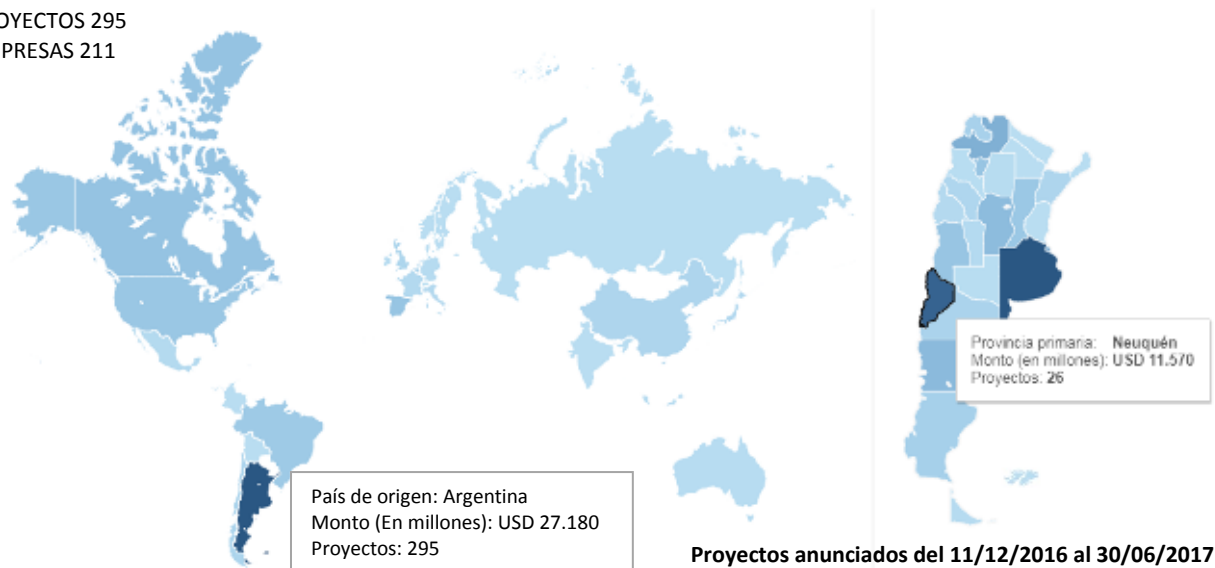 OYECTOS 295
PRESAS 211
Provincia primaria: Neuquén
Monto (en millones): USD 11.570
Proyectos: 26
País de origen: Argentina
Monto (En millones): USD 27.180
Proyectos: 295
Proyectos anunciados del 11/12/2016 al 30/06/2017